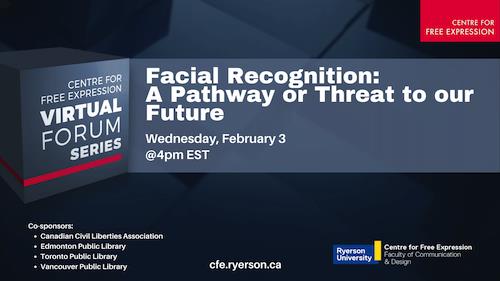 CENTRE FOR
FREE EXPRESSION
CENTRE FOR
FREE EXPRESSION
VIRTUAL
FORUM
SERIES
Facial Recognition:
A Pathway or Threat to our
Future
Wednesday, February 3
@4pm EST
Co-sponsors:
• Canadian Civil Liberties Association
• Edmonton Public Library
• Toronto Public Library
• Vancouver Public Library
cfe.ryerson.ca
Ryerson
University
Centre for Free Expression
Faculty of Communication
& Design